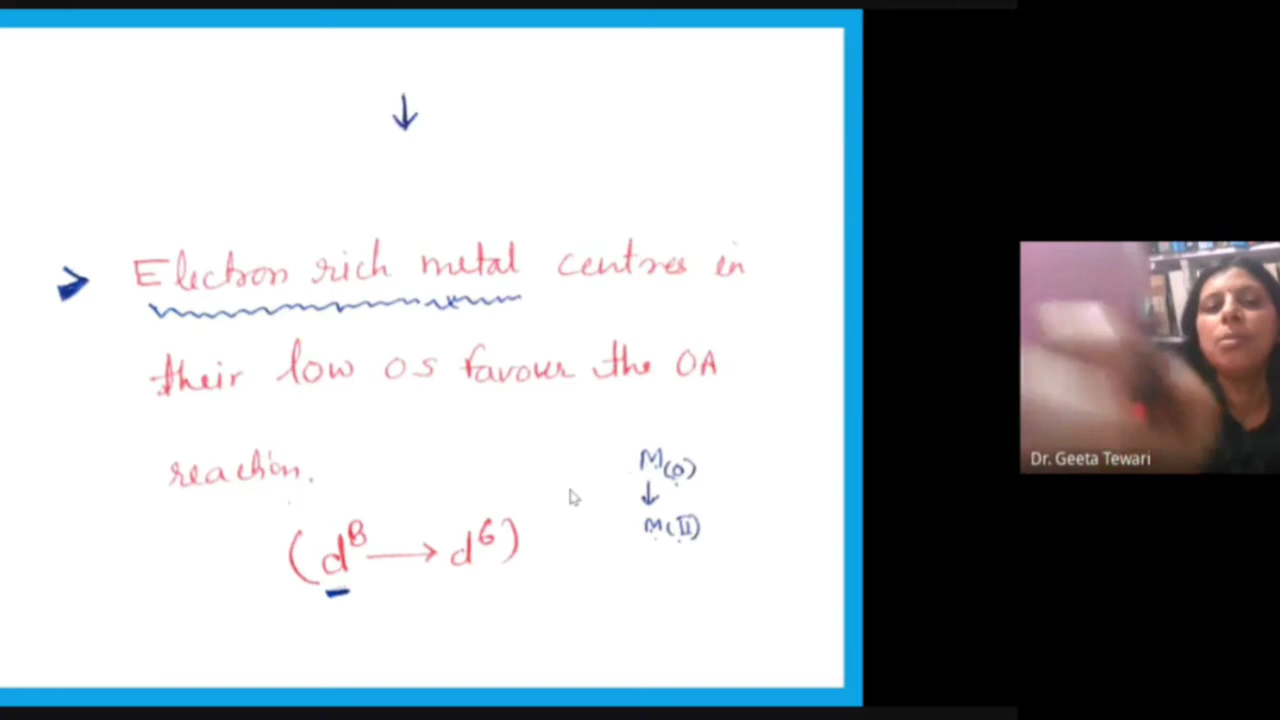 Electron rich metal centres in
their low OS favour the OA
reaction.
M(0)
↓
M(II)
(d⁸ → d⁶)
Dr. Geeta Tewari